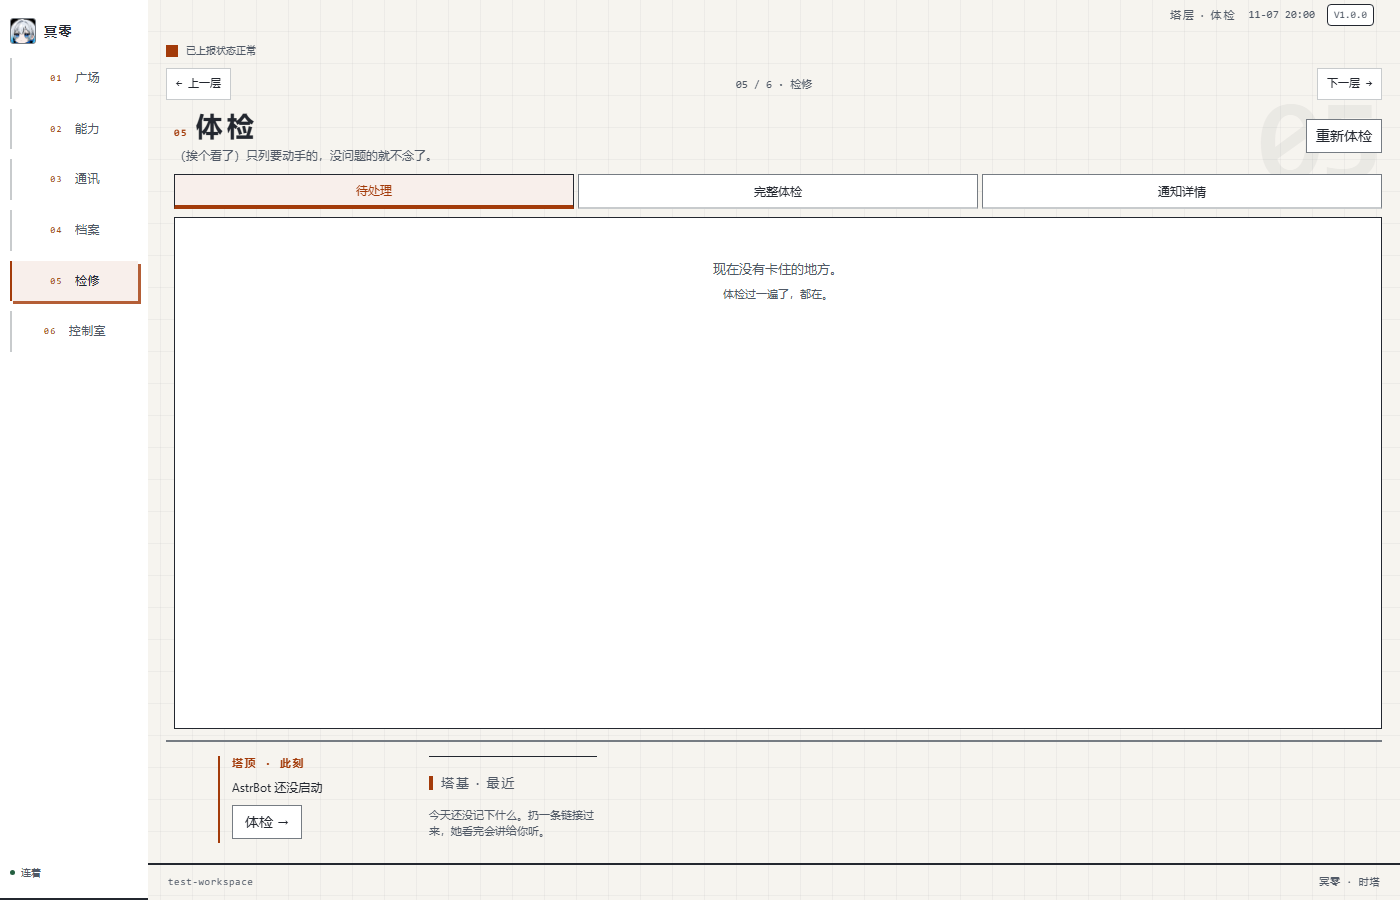 冥零
01 广场
02 能力
03 通讯
04 档案
05 检修
06 控制室
连着
塔层 · 体检 11-07 20:00 V1.0.0
已上报状态正常
← 上一层
05 / 6 · 检修
下一层 →
05
05 体检
重新体检
（挨个看了）只列要动手的，没问题的就不念了。
待处理
完整体检
通知详情
现在没有卡住的地方。
体检过一遍了，都在。
塔顶 · 此刻
AstrBot 还没启动
体检 →
塔基 · 最近
今天还没记下什么。扔一条链接过
来，她看完会讲给你听。
test-workspace
冥零 · 时塔